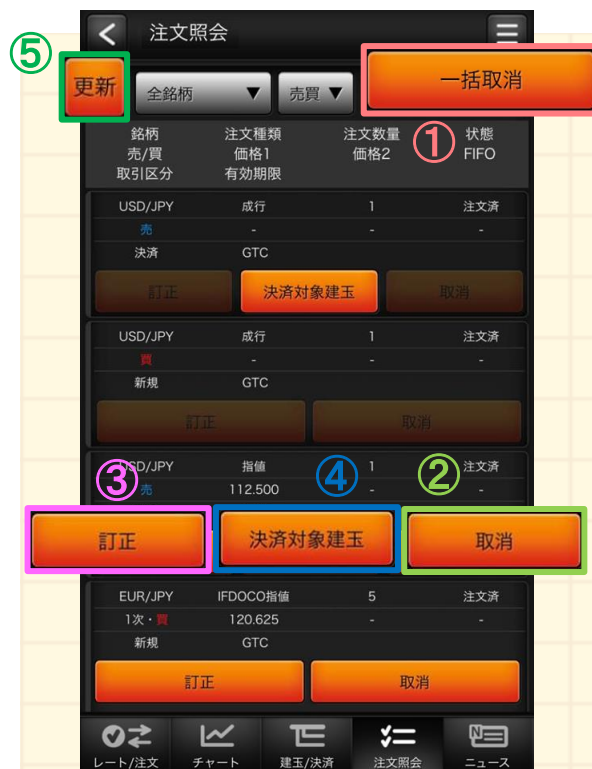 注文照会
⑤
更新
全銘柄 ▼
売買 ▼
一括取消
①
銘柄 注文種類 注文数量 状態
売/買 価格1 価格2 FIFO
取引区分 有効期限
USD/JPY 成行 1 注文済
売 - - -
決済 GTC
訂正 決済対象建玉 取消
USD/JPY 成行 1 注文済
買 - - -
新規 GTC
訂正 取消
③ ④ ②
USD/JPY 指値 1 注文済
売 112.500 - -
訂正 決済対象建玉 取消
EUR/JPY IFDOCO指値 5 注文済
1次・買 120.625 - -
新規 GTC
訂正 取消
N
レート/注文 チャート 建玉/決済 注文照会 ニュース